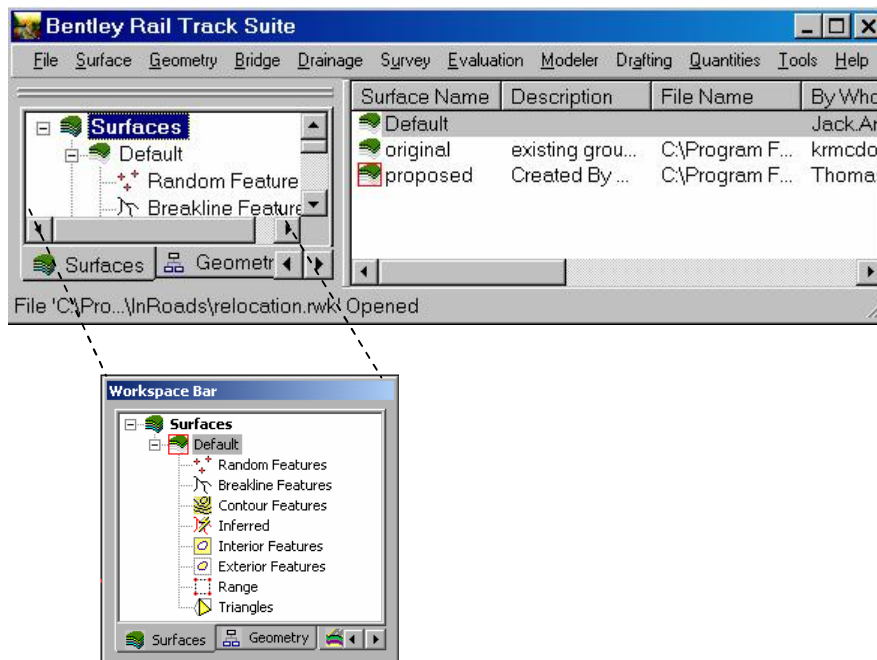 Bentley Rail Track Suite
File Surface Geometry Bridge Drainage Survey Evaluation Modeler Drafting Quantities Tools Help
Surface Name Description File Name By Who
Surfaces
Default
Random Feature
Breakline Feature
Default Jack.Ar
original existing grou... C:\Program F... krmcdo
proposed Created By ... C:\Program F... Thoma
Surfaces Geometr
File 'C:\Pro...\InRoads\relocation.rwk' Opened
Workspace Bar
Surfaces
Default
Random Features
Breakline Features
Contour Features
Inferred
Interior Features
Exterior Features
Range
Triangles
Surfaces Geometry